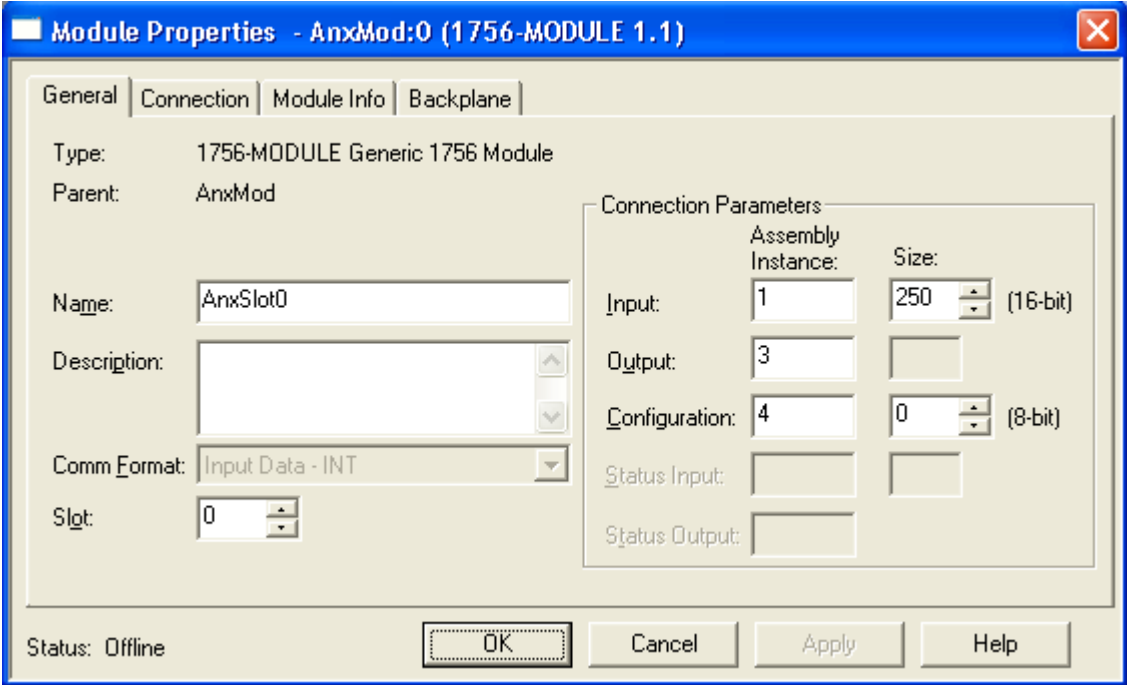 Module Properties - AnxMod:0 (1756-MODULE 1.1)
General Connection Module Info Backplane
Type: 1756-MODULE Generic 1756 Module
Parent: AnxMod
Connection Parameters
Assembly Instance: Size:
Name: AnxSlot0
Input: 1 250 (16-bit)
Description:
Output: 3
Configuration: 4 0 (8-bit)
Comm Format: Input Data - INT
Status Input:
Slot: 0
Status Output:
Status: Offline
OK Cancel Apply Help